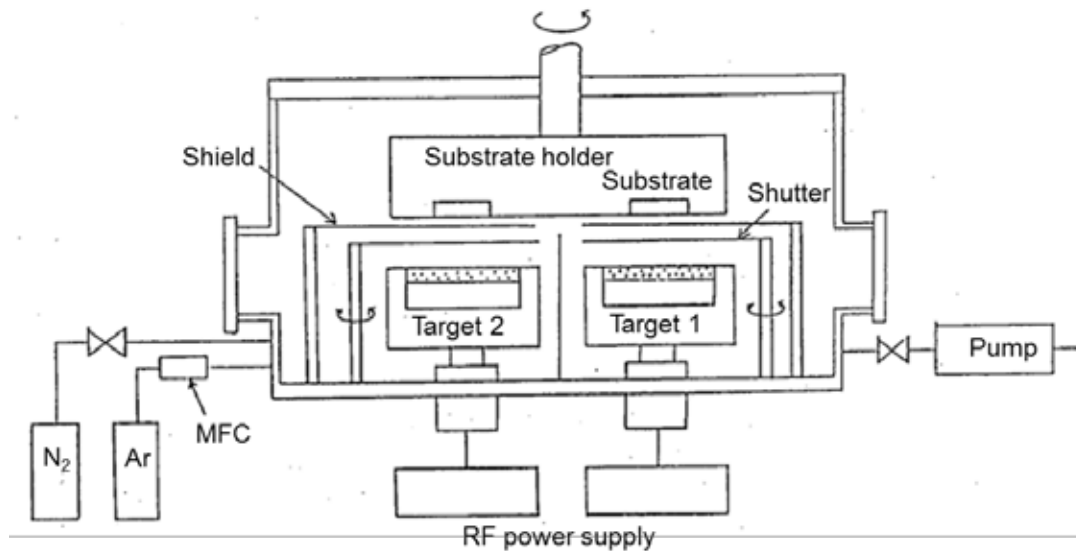 Shield
Substrate holder
Substrate
Shutter
Target 2
Target 1
Pump
MFC
N₂
Ar
RF power supply